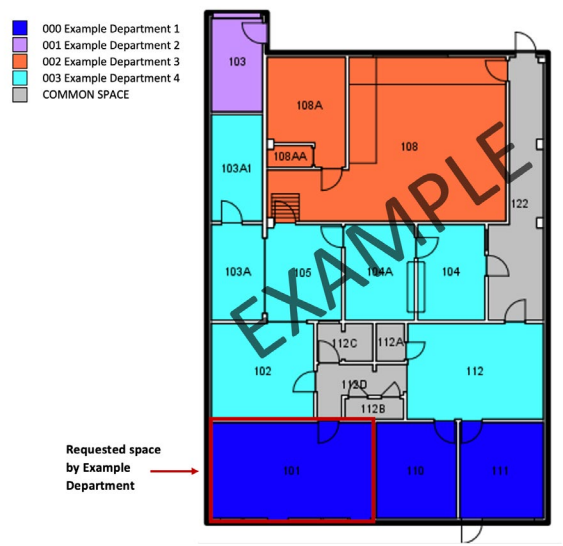 000 Example Department 1
001 Example Department 2
002 Example Department 3
003 Example Department 4
COMMON SPACE
103
108A
108AA
108
103A1
122
103A
105
104A
104
EXAMPLE
112C
112A
102
112D
112
112B
Requested space
by Example
Department
101
110
111